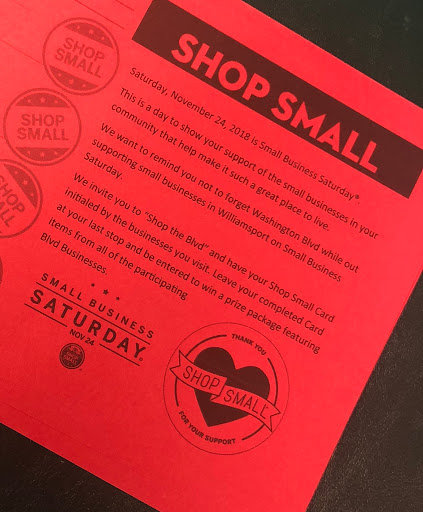 SHOP SMALL
SHOP
SMALL
SHOP
SMALL
SHOP
SMALL
Saturday, November 24, 2018 is Small Business Saturday®
This is a day to show your support of the small businesses in your
community that help make it such a great place to live.
We want to remind you not to forget Washington Blvd while out
supporting small businesses in Williamsport on Small Business
Saturday.
We invite you to "Shop the Blvd" and have your Shop Small Card
initialed by the businesses you visit. Leave your completed Card
at your last stop and be entered to win a prize package featuring
items from all of the participating
Blvd Businesses.
SMALL BUSINESS
SATURDAY®
NOV 24
THANK YOU
SHOP SMALL
FOR YOUR SUPPORT